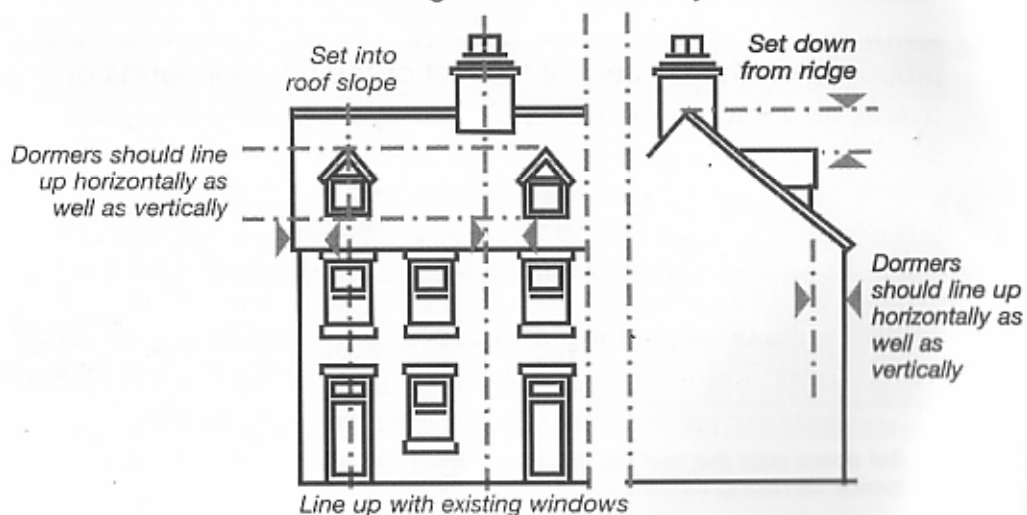 Set into
roof slope
Set down
from ridge
Dormers should line
up horizontally as
well as vertically
Dormers
should line up
horizontally as
well as
vertically
Line up with existing windows